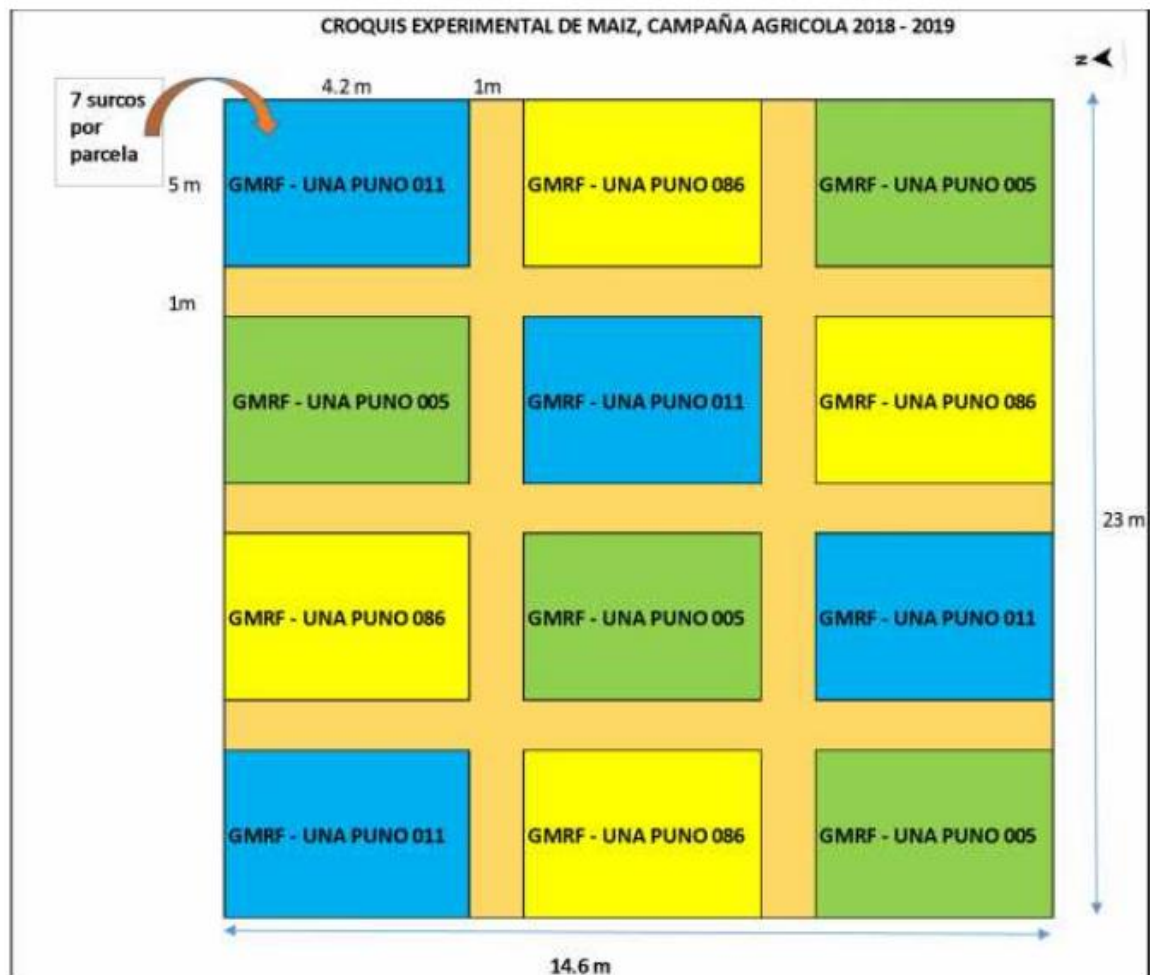 CROQUIS EXPERIMENTAL DE MAIZ, CAMPAÑA AGRICOLA 2018 - 2019
N
7 surcos
por
parcela
4.2 m
1m
5 m
GMRF - UNA PUNO 011
GMRF - UNA PUNO 086
GMRF - UNA PUNO 005
1m
GMRF - UNA PUNO 005
GMRF - UNA PUNO 011
GMRF - UNA PUNO 086
23 m
GMRF - UNA PUNO 086
GMRF - UNA PUNO 005
GMRF - UNA PUNO 011
GMRF - UNA PUNO 011
GMRF - UNA PUNO 086
GMRF - UNA PUNO 005
14.6 m